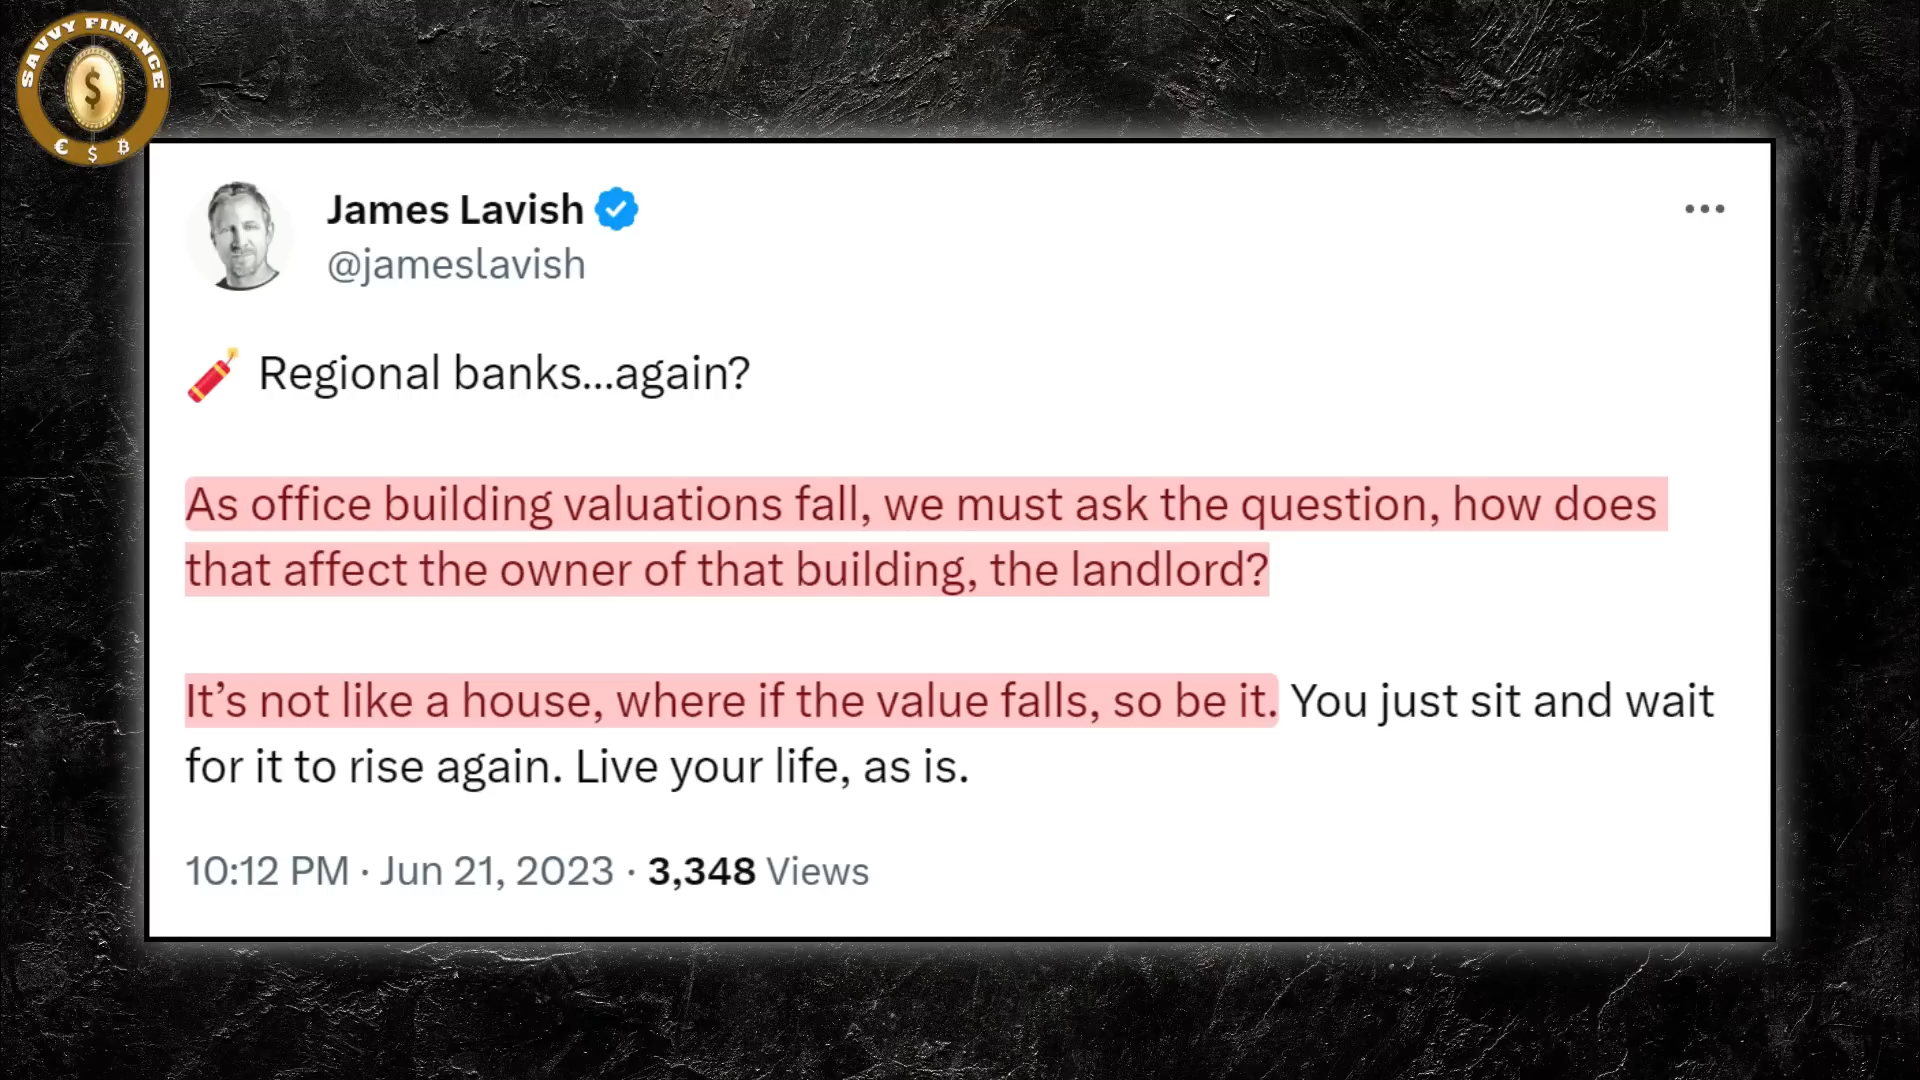 SAVVY FINANCE
$
€ $ ₿
James Lavish
@jameslavish
🧨 Regional banks...again?
As office building valuations fall, we must ask the question, how does
that affect the owner of that building, the landlord?
It’s not like a house, where if the value falls, so be it. You just sit and wait
for it to rise again. Live your life, as is.
10:12 PM · Jun 21, 2023 · 3,348 Views